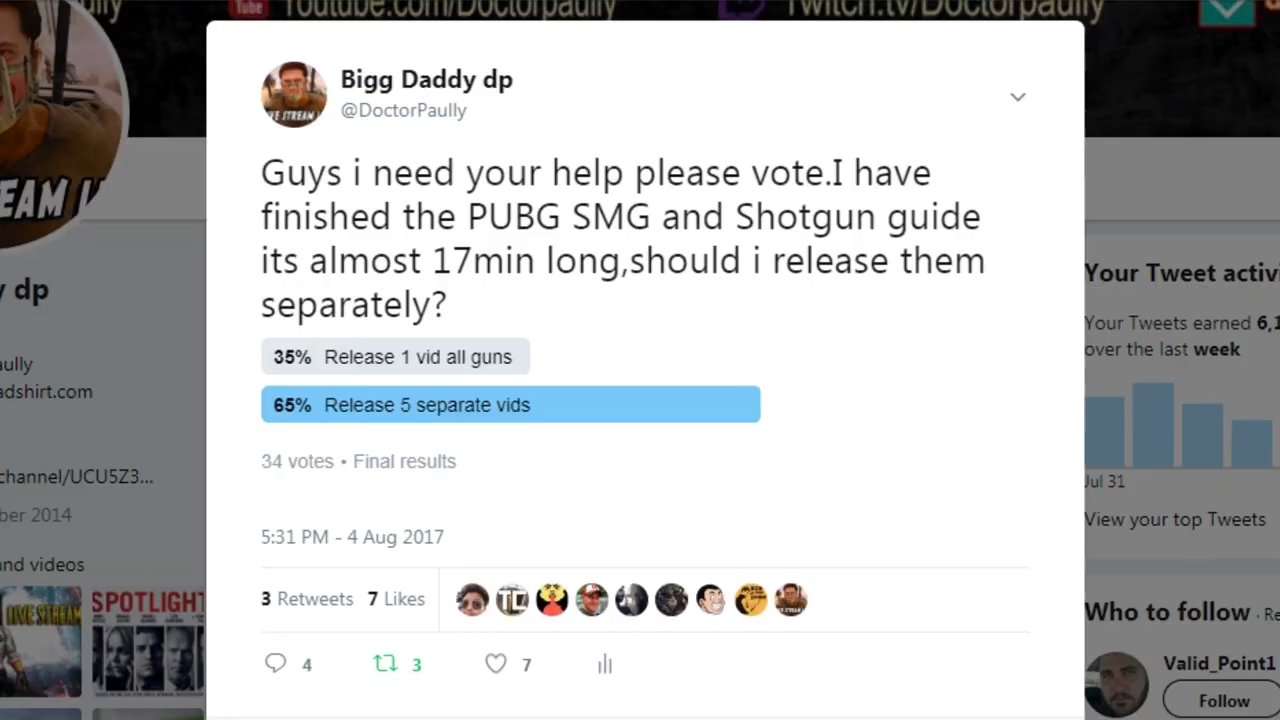 Youtube.com/Doctorpaully
Twitch.tv/Doctorpaully
Tube
Bigg Daddy dp
@DoctorPaully
VE STREAM
Guys i need your help please vote.I have
finished the PUBG SMG and Shotgun guide
its almost 17min long,should i release them
separately?
35% Release 1 vid all guns
65% Release 5 separate vids
34 votes • Final results
5:31 PM - 4 Aug 2017
3 Retweets 7 Likes
TC
4 3 7
EAM
y dp
aully
adshirt.com
channel/UCU5Z3...
ber 2014
and videos
LIVE STREAM
SPOTLIGHT
Your Tweet activi
Your Tweets earned 6,1
over the last week
Jul 31
View your top Tweets
Who to follow · Re
Valid_Point1
Follow